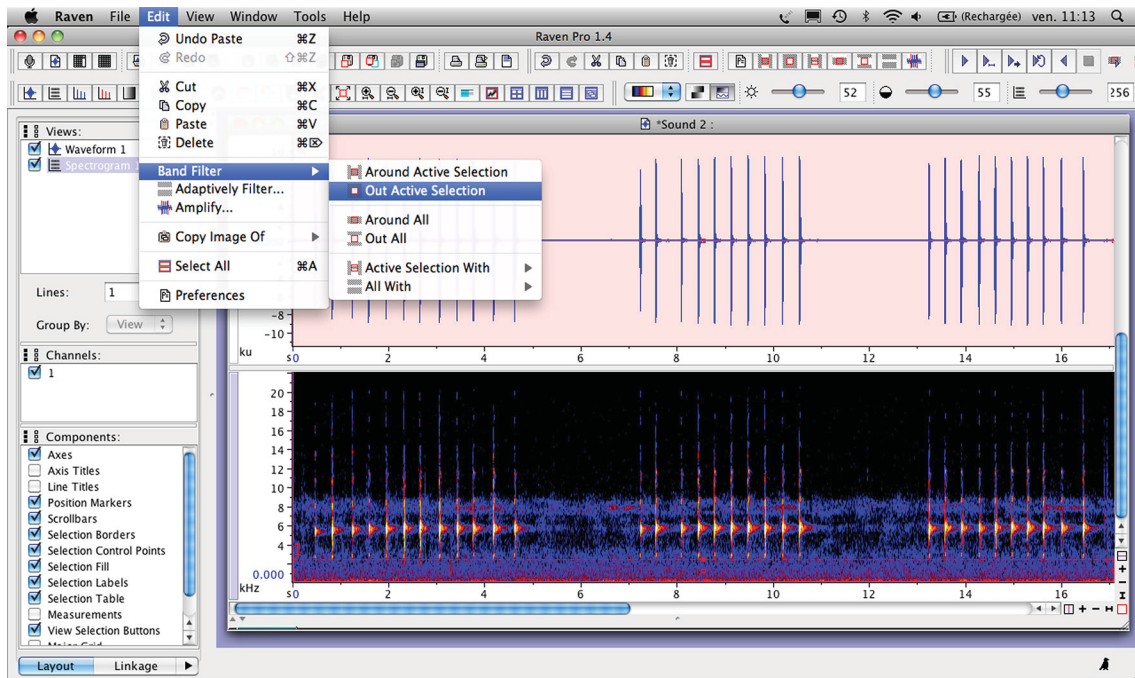 Raven File Edit View Window Tools Help (Rechargée) ven. 11:13
Raven Pro 1.4
Undo Paste ⌘Z
Redo ⇧⌘Z
Cut ⌘X
Copy ⌘C
Paste ⌘V
Delete ⌘⌦
Band Filter
Adaptively Filter...
Amplify...
Copy Image Of
Select All ⌘A
Preferences
Around Active Selection
Out Active Selection
Around All
Out All
Active Selection With
All With
52 55 256
*Sound 2 :
Views:
Waveform 1
Spectrogram
Lines: 1
Group By: View
Channels:
1
Components:
Axes
Axis Titles
Line Titles
Position Markers
Scrollbars
Selection Borders
Selection Control Points
Selection Fill
Selection Labels
Selection Table
Measurements
View Selection Buttons
Layout Linkage
-8
-10
ku
s 0 2 4 6 8 10 12 14 16
20
18
16
14
12
10
8
6
4
0.000
kHz
s 0 2 4 6 8 10 12 14 16